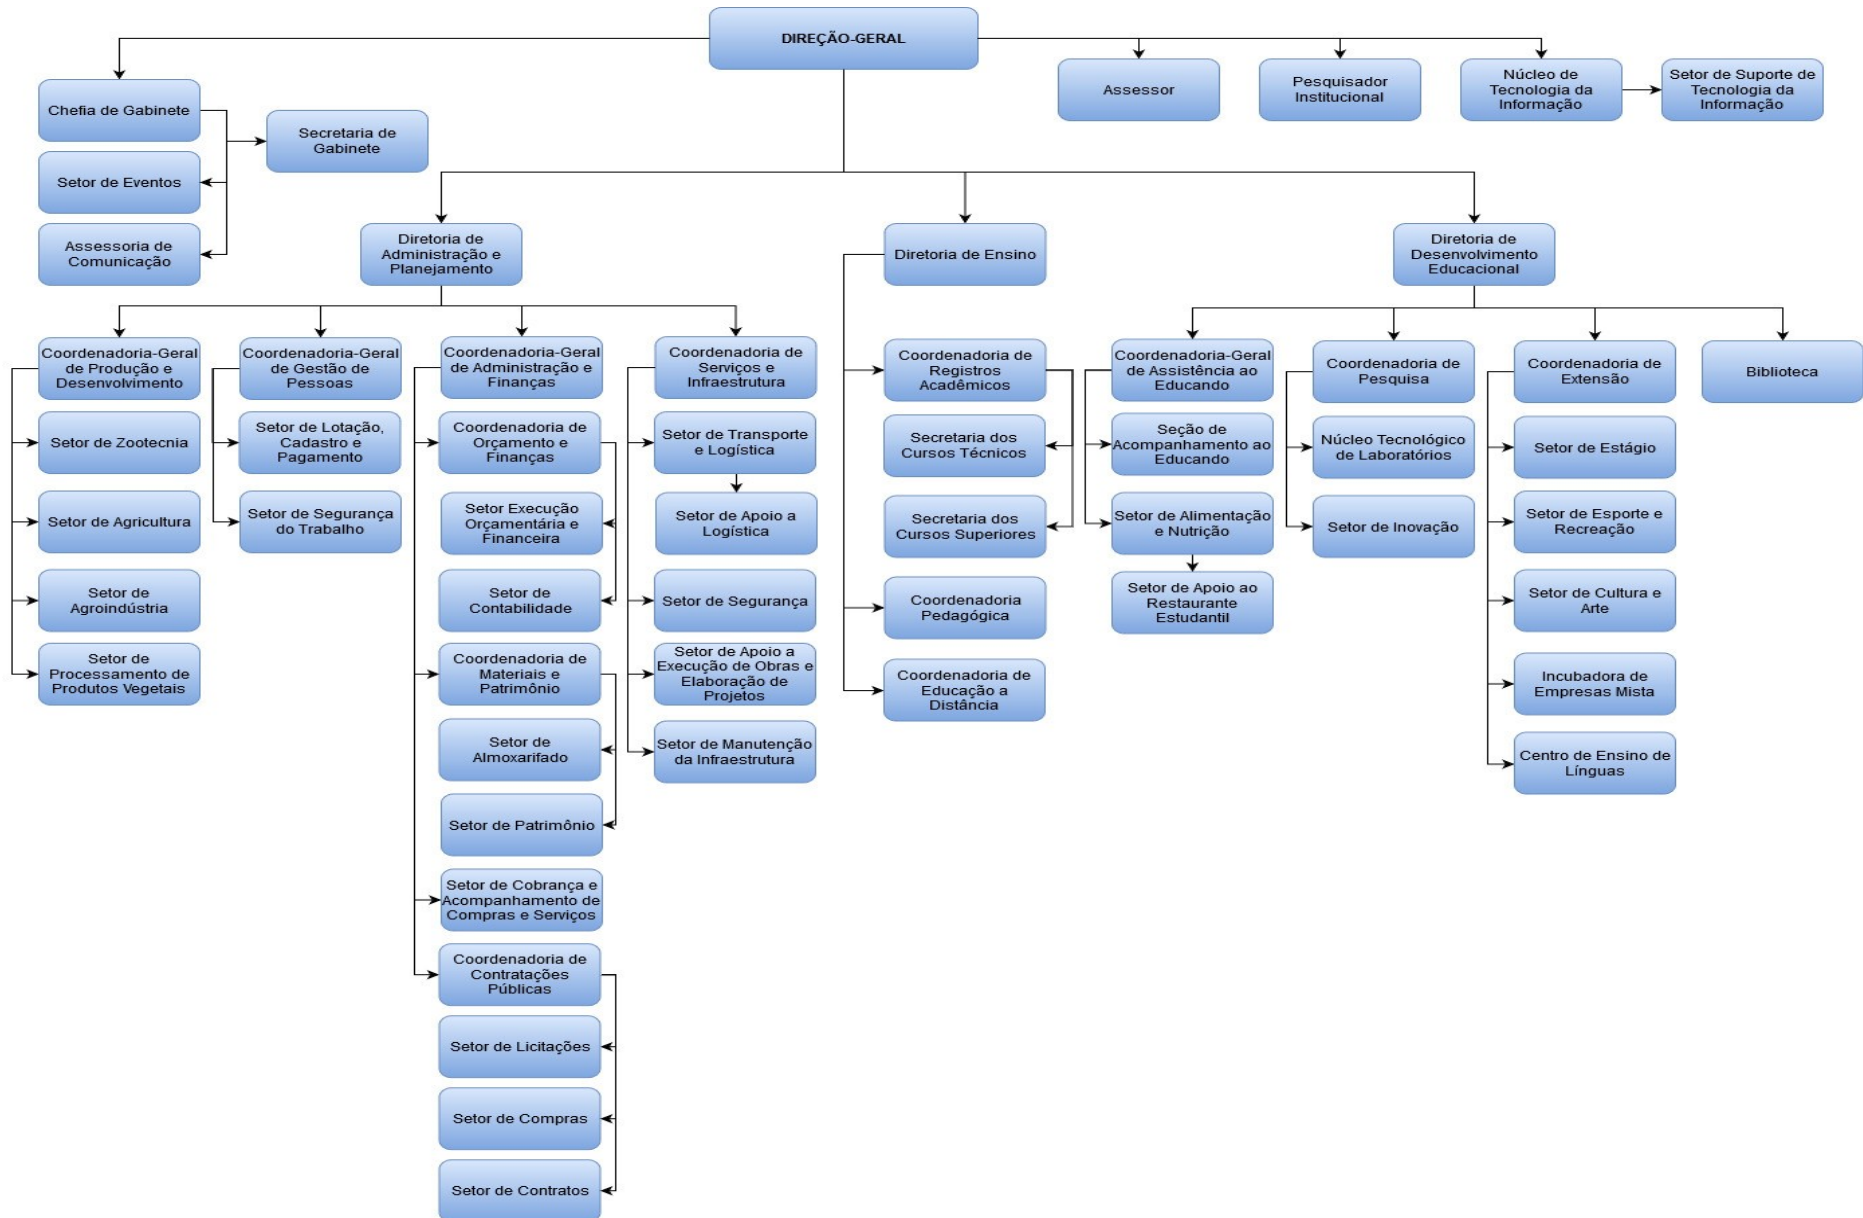 DIREÇÃO-GERAL
Assessor
Pesquisador
Institucional
Núcleo de
Tecnologia da
Informação
Setor de Suporte de
Tecnologia da
Informação
Chefia de Gabinete
Secretaria de
Gabinete
Setor de Eventos
Assessoria de
Comunicação
Diretoria de
Administração e
Planejamento
Diretoria de Ensino
Diretoria de
Desenvolvimento
Educacional
Coordenadoria-Geral
de Produção e
Desenvolvimento
Setor de Zootecnia
Setor de Agricultura
Setor de
Agroindústria
Setor de
Processamento de
Produtos Vegetais
Coordenadoria-Geral
de Gestão de
Pessoas
Setor de Lotação,
Cadastro e
Pagamento
Setor de Segurança
do Trabalho
Coordenadoria-Geral
de Administração e
Finanças
Coordenadoria de
Orçamento e
Finanças
Setor Execução
Orçamentária e
Financeira
Setor de
Contabilidade
Coordenadoria de
Materiais e
Patrimônio
Setor de
Almoxarifado
Setor de Patrimônio
Setor de Cobrança e
Acompanhamento de
Compras e Serviços
Coordenadoria de
Contratações
Públicas
Setor de Licitações
Setor de Compras
Setor de Contratos
Coordenadoria de
Serviços e
Infraestrutura
Setor de Transporte
e Logística
Setor de Apoio a
Logística
Setor de Segurança
Setor de Apoio a
Execução de Obras e
Elaboração de
Projetos
Setor de Manutenção
da Infraestrutura
Coordenadoria de
Registros
Acadêmicos
Secretaria dos
Cursos Técnicos
Secretaria dos
Cursos Superiores
Coordenadoria
Pedagógica
Coordenadoria de
Educação a
Distância
Coordenadoria-Geral
de Assistência ao
Educando
Seção de
Acompanhamento ao
Educando
Setor de Alimentação
e Nutrição
Setor de Apoio ao
Restaurante
Estudantil
Coordenadoria de
Pesquisa
Núcleo Tecnológico
de Laboratórios
Setor de Inovação
Coordenadoria de
Extensão
Setor de Estágio
Setor de Esporte e
Recreação
Setor de Cultura e
Arte
Incubadora de
Empresas Mista
Centro de Ensino de
Línguas
Biblioteca